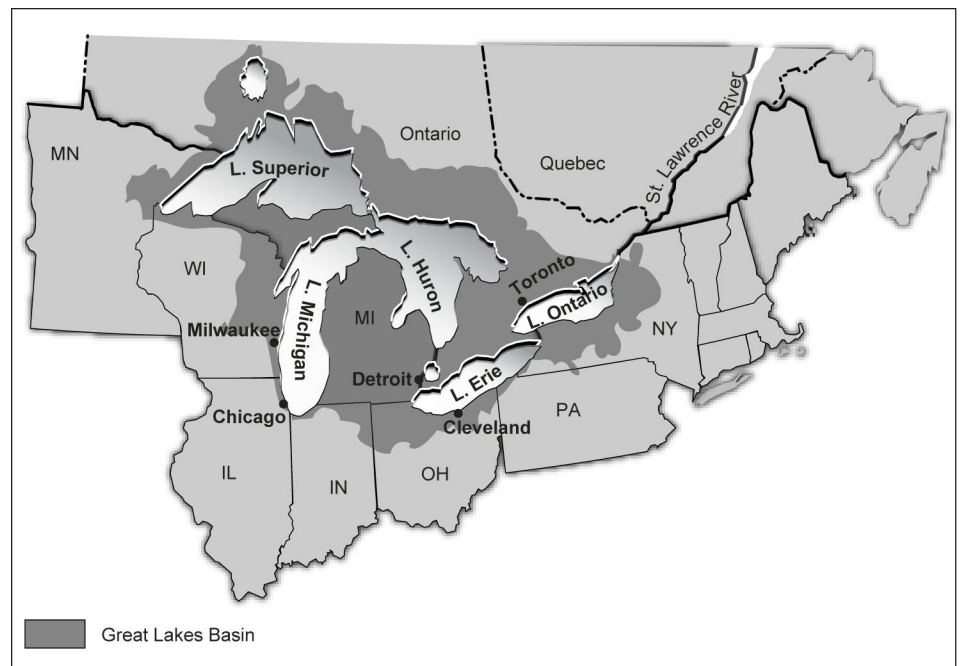 MN
Ontario
Quebec
St. Lawrence River
L. Superior
WI
L. Huron
Toronto
L. Michigan
MI
L. Ontario
NY
Milwaukee
Detroit
L. Erie
PA
Chicago
Cleveland
IL
IN
OH
Great Lakes Basin